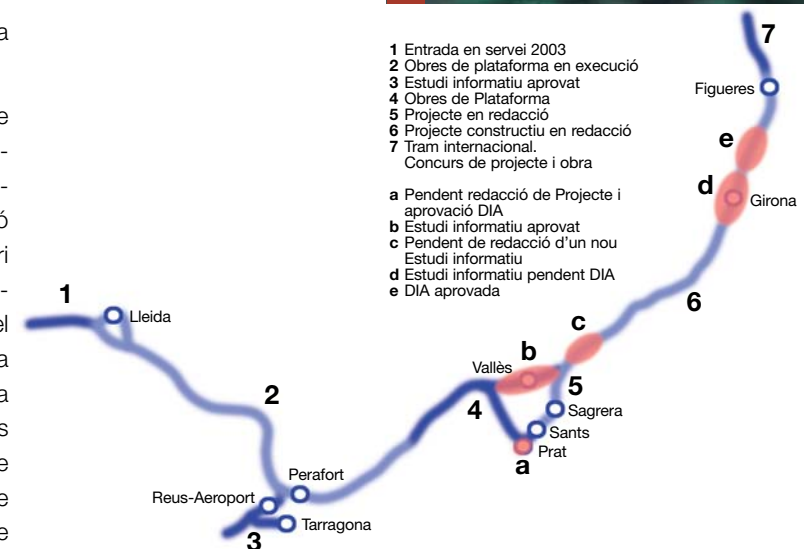 a
e
-
-
ó
ri
-
el
a
a
s
e
e
e
1 Entrada en servei 2003
2 Obres de plataforma en execució
3 Estudi informatiu aprovat
4 Obres de Plataforma
5 Projecte en redacció
6 Projecte constructiu en redacció
7 Tram internacional.
Concurs de projecte i obra
a Pendent redacció de Projecte i
aprovació DIA
b Estudi informatiu aprovat
c Pendent de redacció d'un nou
Estudi informatiu
d Estudi informatiu pendent DIA
e DIA aprovada
7
Figueres
e
d
Girona
6
1
Lleida
c
b
Vallès
5
2
4
Sagrera
Sants
Prat
a
Perafort
Reus-Aeroport
Tarragona
3